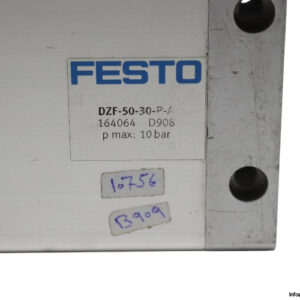 FESTO
DZF-50-30-P-A
164064 D908
p max: 10 bar
10756
B909